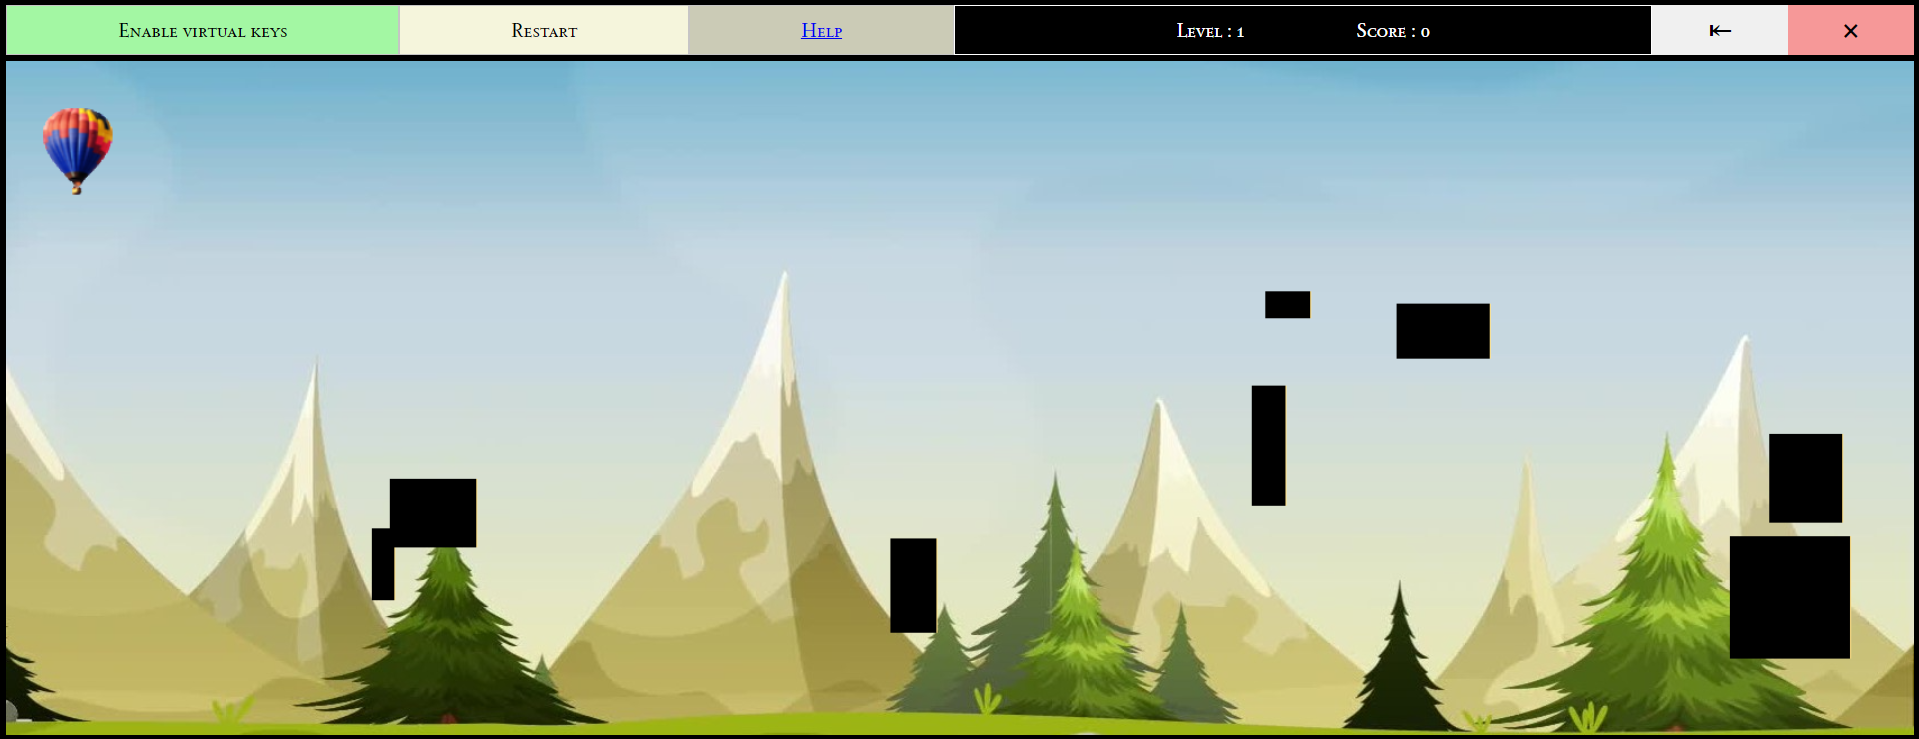 Enable virtual keys
Restart
Help
Level : 1
Score : 0